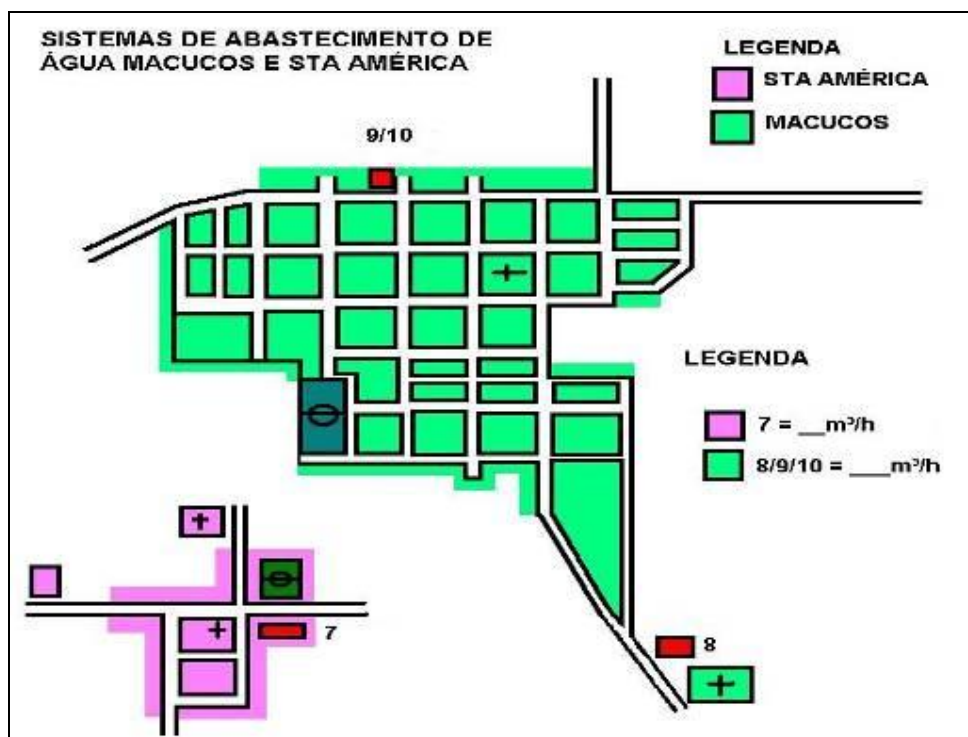 SISTEMAS DE ABASTECIMENTO DE
ÁGUA MACUCOS E STA AMÉRICA
LEGENDA
STA AMÉRICA
MACUCOS
9/10
LEGENDA
7 = __m³/h
8/9/10 = ___m³/h
7
8